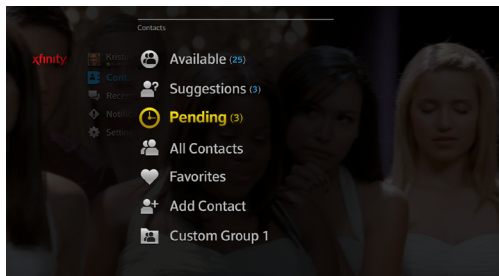 Contacts
xfinity
Available (25)
Suggestions (3)
Pending (3)
All Contacts
Favorites
Add Contact
Custom Group 1